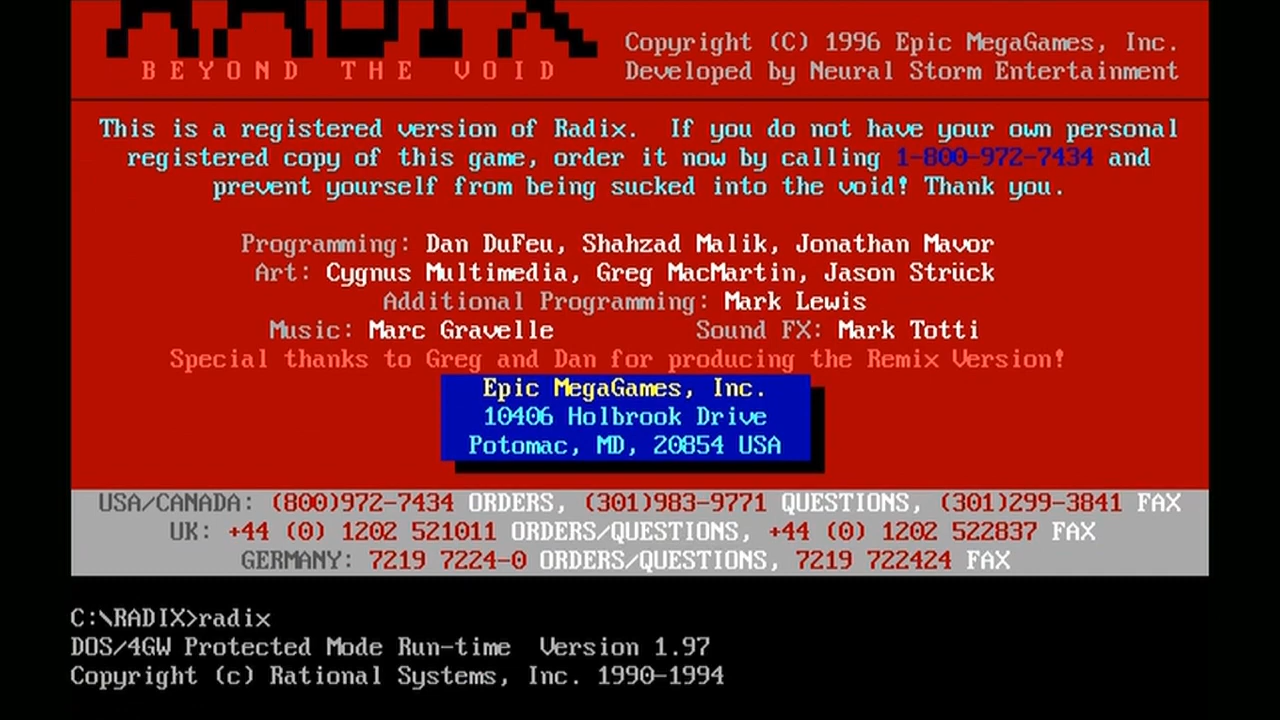 RADIX
Copyright (C) 1996 Epic MegaGames, Inc.
BEYOND THE VOID
Developed by Neural Storm Entertainment
This is a registered version of Radix.  If you do not have your own personal
registered copy of this game, order it now by calling 1-800-972-7434 and
prevent yourself from being sucked into the void! Thank you.
Programming: Dan DuFeu, Shahzad Malik, Jonathan Mavor
Art: Cygnus Multimedia, Greg MacMartin, Jason Strück
Additional Programming: Mark Lewis
Music: Marc Gravelle          Sound FX: Mark Totti
Special thanks to Greg and Dan for producing the Remix Version!
Epic MegaGames, Inc.
10406 Holbrook Drive
Potomac, MD, 20854 USA
USA/CANADA: (800)972-7434 ORDERS, (301)983-9771 QUESTIONS, (301)299-3841 FAX
UK: +44 (0) 1202 521011 ORDERS/QUESTIONS, +44 (0) 1202 522837 FAX
GERMANY: 7219 7224-0 ORDERS/QUESTIONS, 7219 722424 FAX
C:\RADIX>radix
DOS/4GW Protected Mode Run-time  Version 1.97
Copyright (c) Rational Systems, Inc. 1990-1994